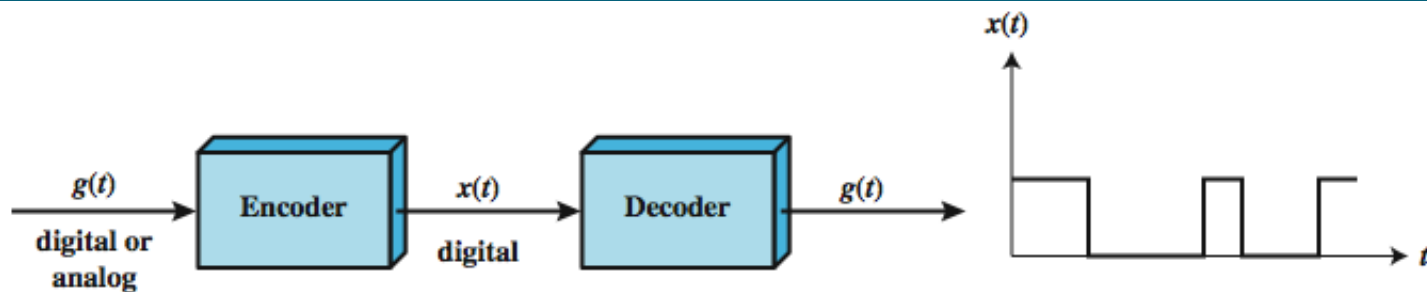 g(t)
digital or
analog
Encoder
x(t)
digital
Decoder
g(t)
x(t)
t